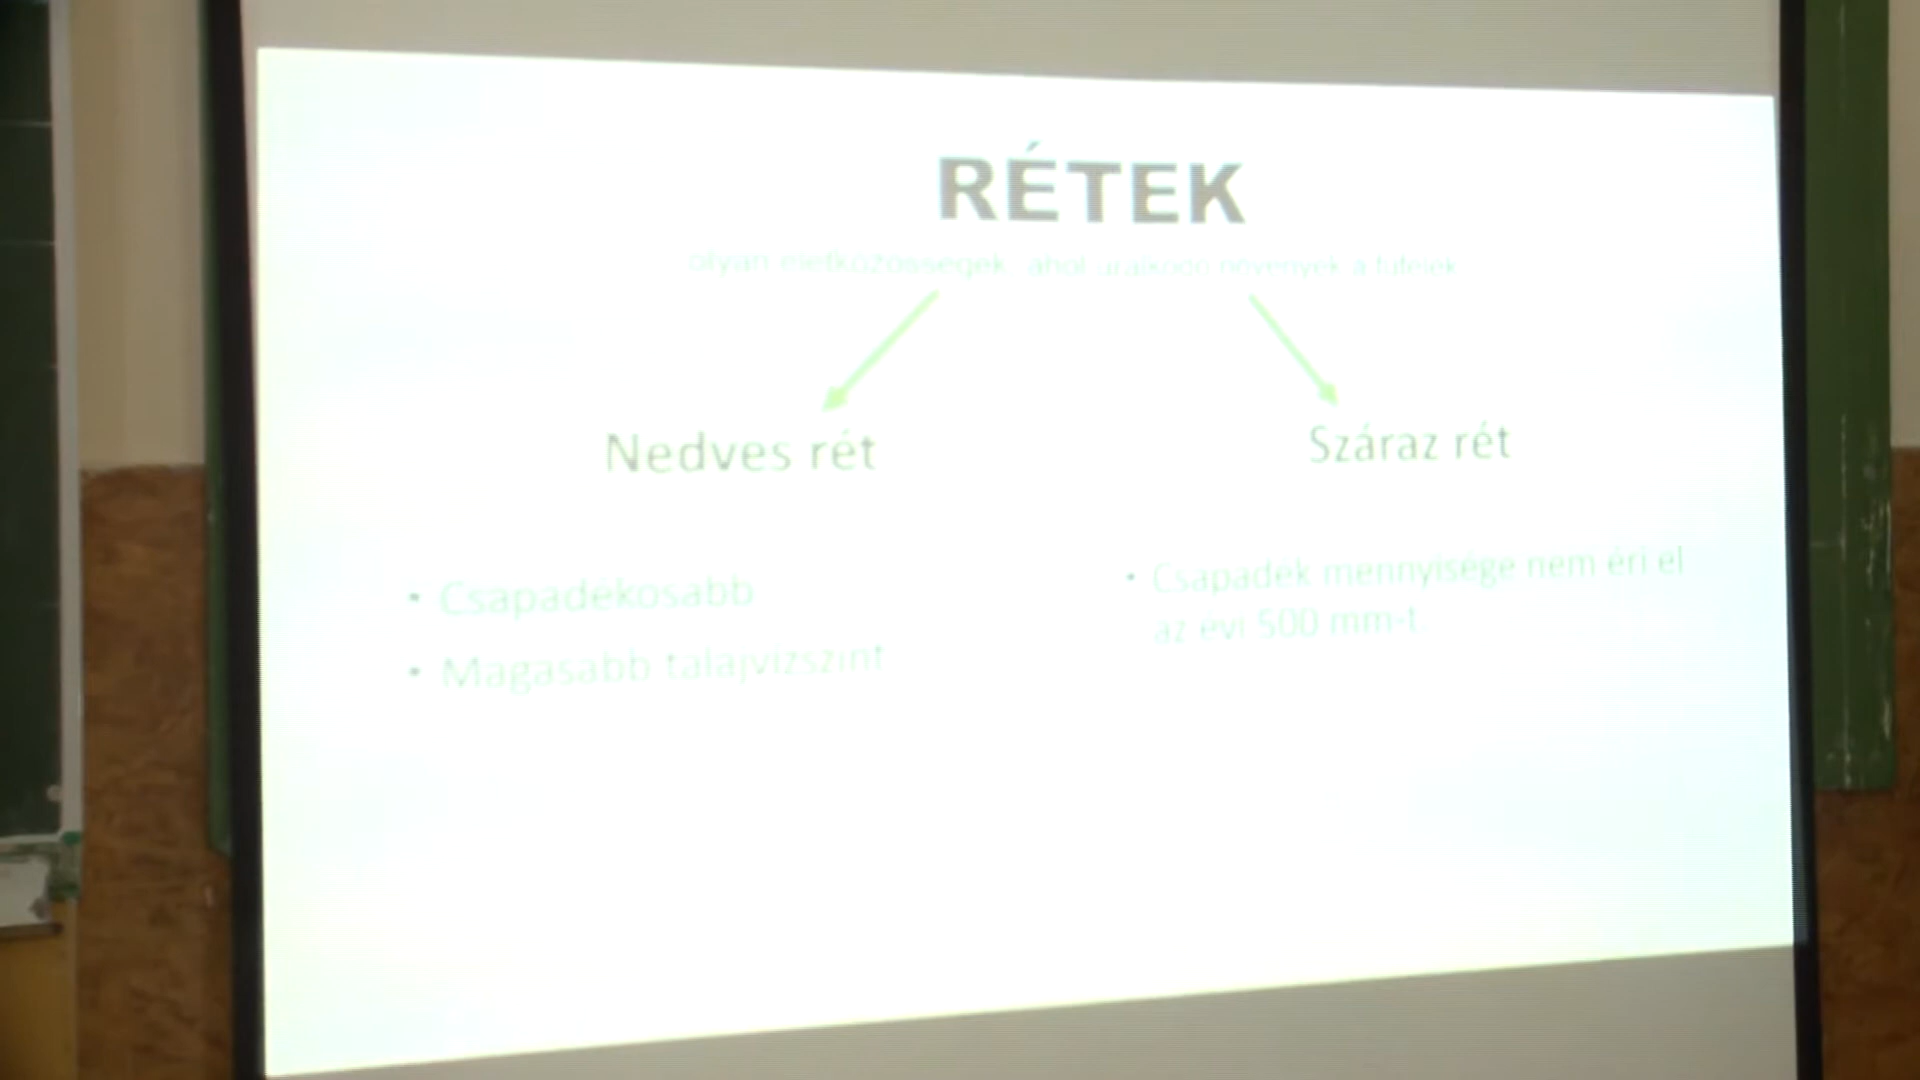 RÉTEK
olyan életközösségek, ahol uralkodó növények a fűfélék
Nedves rét
Száraz rét
• Csapadékosabb
• Magasabb talajvízszint
• Csapadék mennyisége nem éri el
az évi 500 mm-t.